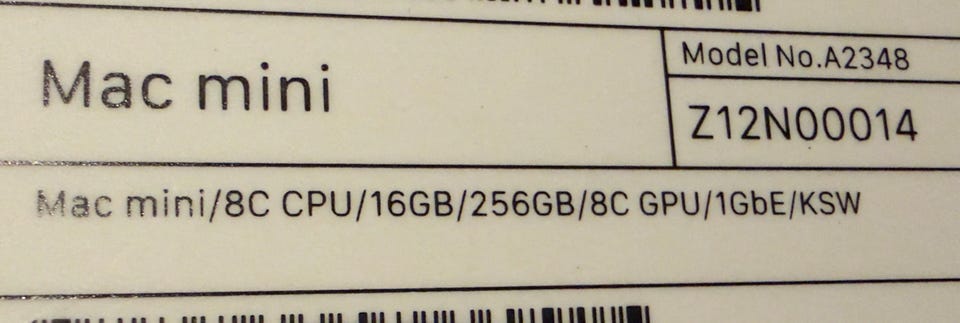 Mac mini
Model No.A2348
Z12N00014
Mac mini/8C CPU/16GB/256GB/8C GPU/1GbE/KSW